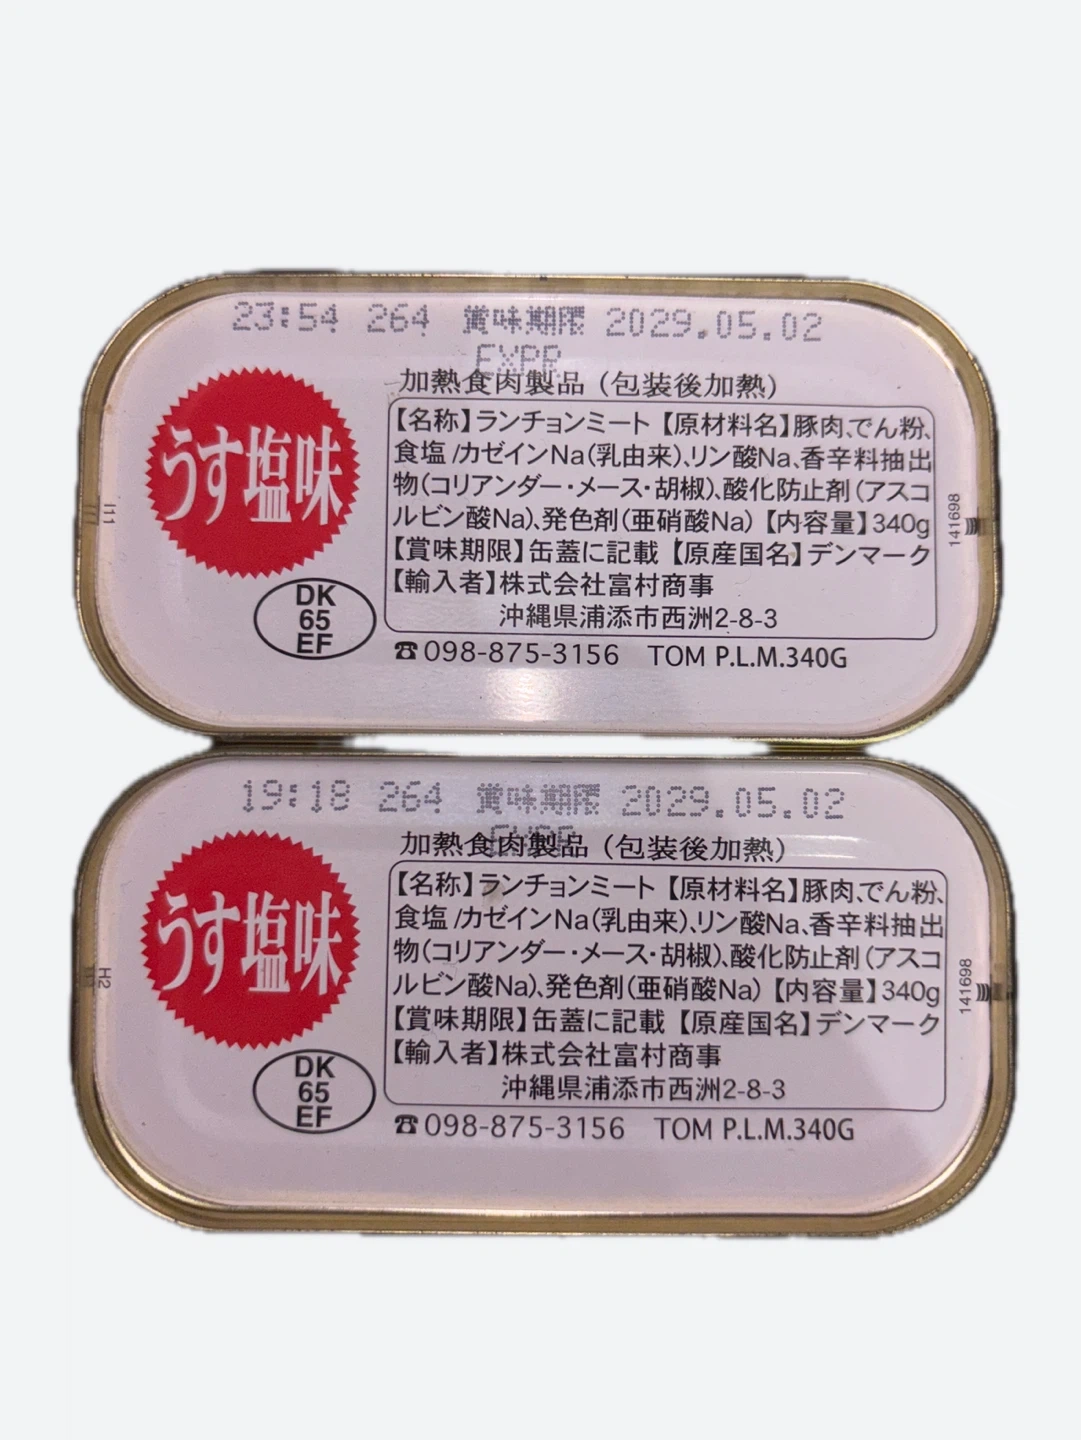 23:54 264 賞味期限 2029.05.02
EXPR
加熱食肉製品(包装後加熱)
うす塩味
【名称】ランチョンミート【原材料名】豚肉、でん粉、
食塩/カゼインNa(乳由来)、リン酸Na、香辛料抽出
物(コリアンダー・メース・胡椒)、酸化防止剤(アスコ
ルビン酸Na)、発色剤(亜硝酸Na)【内容量】340g
【賞味期限】缶蓋に記載【原産国名】デンマーク
【輸入者】株式会社富村商事
沖縄県浦添市西洲2-8-3
I11
141698
DK
65
EF
☎098-875-3156 TOM P.L.M.340G
19:18 264 賞味期限 2029.05.02
EXPR
加熱食肉製品(包装後加熱)
うす塩味
【名称】ランチョンミート【原材料名】豚肉、でん粉、
食塩/カゼインNa(乳由来)、リン酸Na、香辛料抽出
物(コリアンダー・メース・胡椒)、酸化防止剤(アスコ
ルビン酸Na)、発色剤(亜硝酸Na)【内容量】340g
【賞味期限】缶蓋に記載【原産国名】デンマーク
【輸入者】株式会社富村商事
沖縄県浦添市西洲2-8-3
H2
141698
DK
65
EF
☎098-875-3156 TOM P.L.M.340G